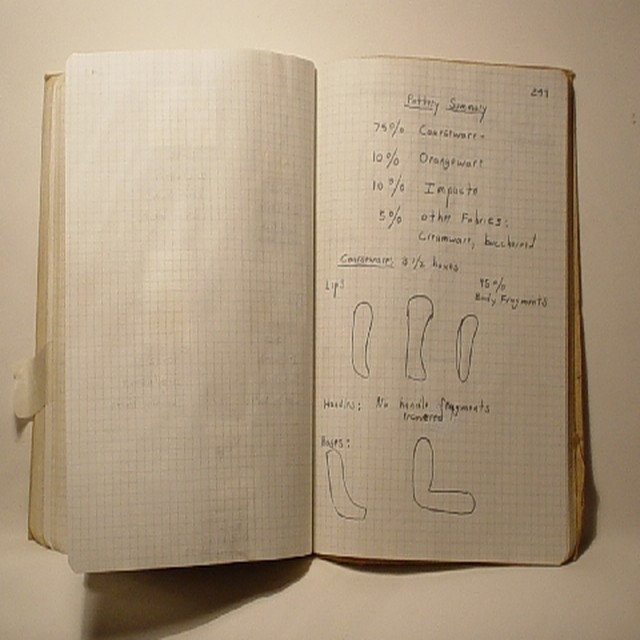 Pottery Summary
75% Coarseware-
10% Orangeware
10% Impasto
5% other Fabrics:
Creamware, buccheroid
Coarseware: 3 1/2 boxes
Lips:
95%
Body Fragments
Handles: No handle fragments
recovered
Bases: